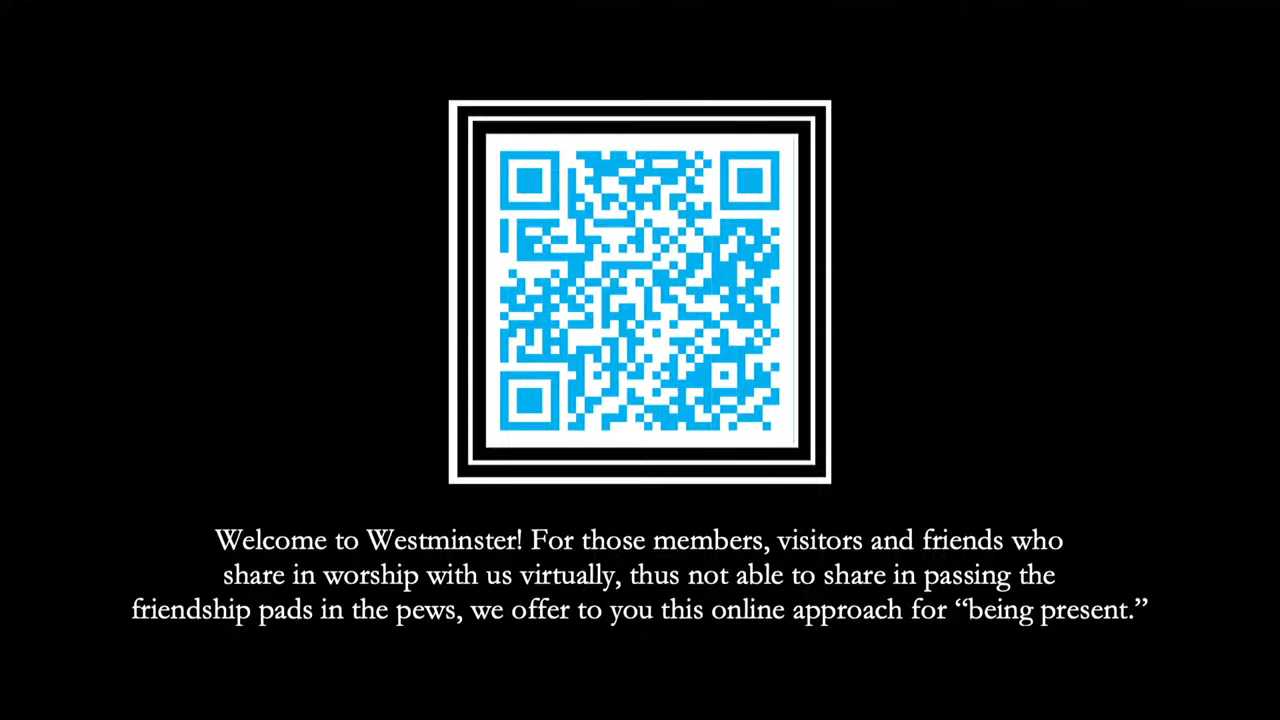 Welcome to Westminster! For those members, visitors and friends who
share in worship with us virtually, thus not able to share in passing the
friendship pads in the pews, we offer to you this online approach for “being present.”